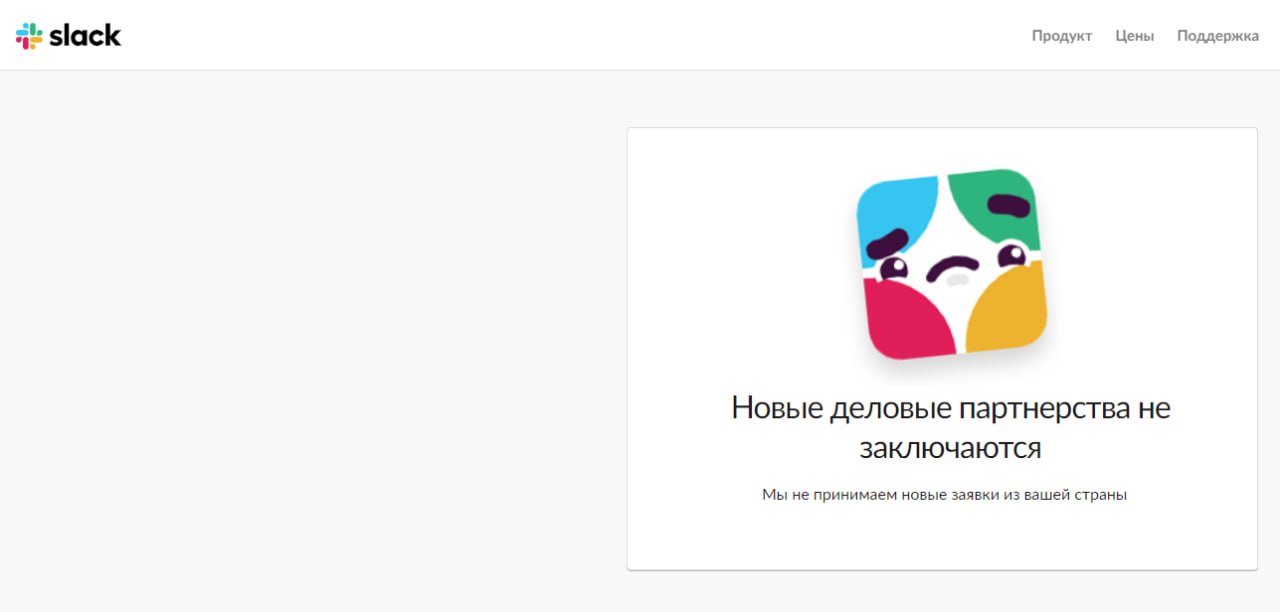 slack
Продукт Цены Поддержка
Новые деловые партнерства не
заключаются
Мы не принимаем новые заявки из вашей страны